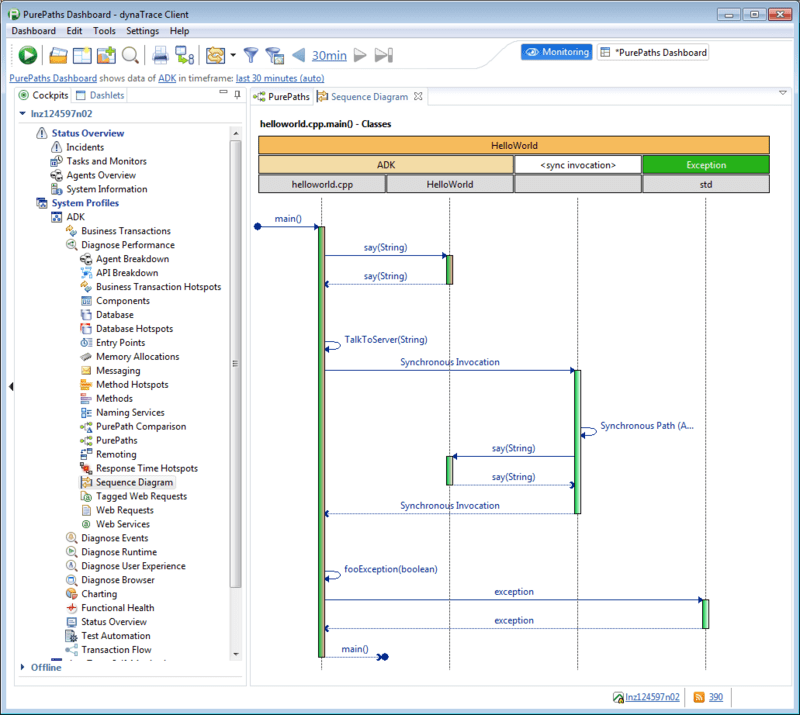 PurePaths Dashboard - dynaTrace Client
Dashboard Edit Tools Settings Help
30min
Monitoring
*PurePaths Dashboard
PurePaths Dashboard shows data of ADK in timeframe: last 30 minutes (auto)
Cockpits
Dashlets
lnz124597n02
Status Overview
Incidents
Tasks and Monitors
Agents Overview
System Information
System Profiles
ADK
Business Transactions
Diagnose Performance
Agent Breakdown
API Breakdown
Business Transaction Hotspots
Components
Database
Database Hotspots
Entry Points
Memory Allocations
Messaging
Method Hotspots
Methods
Naming Services
PurePath Comparison
PurePaths
Remoting
Response Time Hotspots
Sequence Diagram
Tagged Web Requests
Web Requests
Web Services
Diagnose Events
Diagnose Runtime
Diagnose User Experience
Diagnose Browser
Charting
Functional Health
Status Overview
Test Automation
Transaction Flow
Offline
PurePaths
Sequence Diagram
helloworld.cpp.main() - Classes
HelloWorld
ADK
<sync invocation>
Exception
helloworld.cpp
HelloWorld
std
main()
say(String)
say(String)
TalkToServer(String)
Synchronous Invocation
Synchronous Path (A...
say(String)
say(String)
Synchronous Invocation
fooException(boolean)
exception
exception
main()
lnz124597n02
390